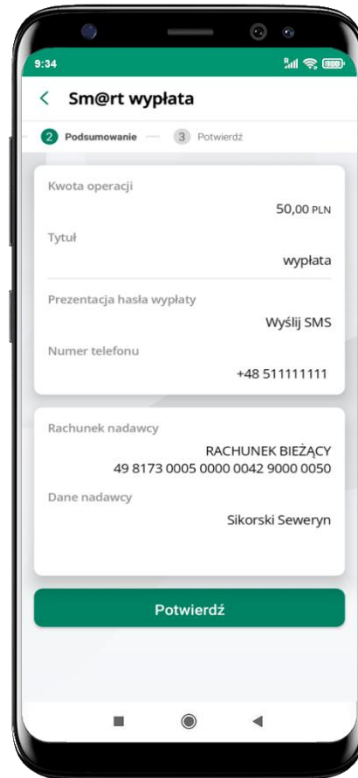 9:34
Sm@rt wypłata
2 Podsumowanie 3 Potwierdź
Kwota operacji
50,00 PLN
Tytuł
wypłata
Prezentacja hasła wypłaty
Wyślij SMS
Numer telefonu
+48 511111111
Rachunek nadawcy
RACHUNEK BIEŻĄCY
49 8173 0005 0000 0042 9000 0050
Dane nadawcy
Sikorski Seweryn
Potwierdź